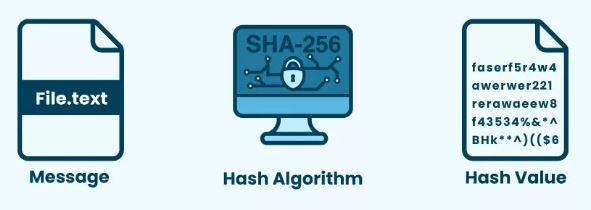 File.text
Message
SHA-256
Hash Algorithm
faserf5r4w4
awerwer221
rerawaeew8
f43534%&*^
BHk**^)(($6
Hash Value